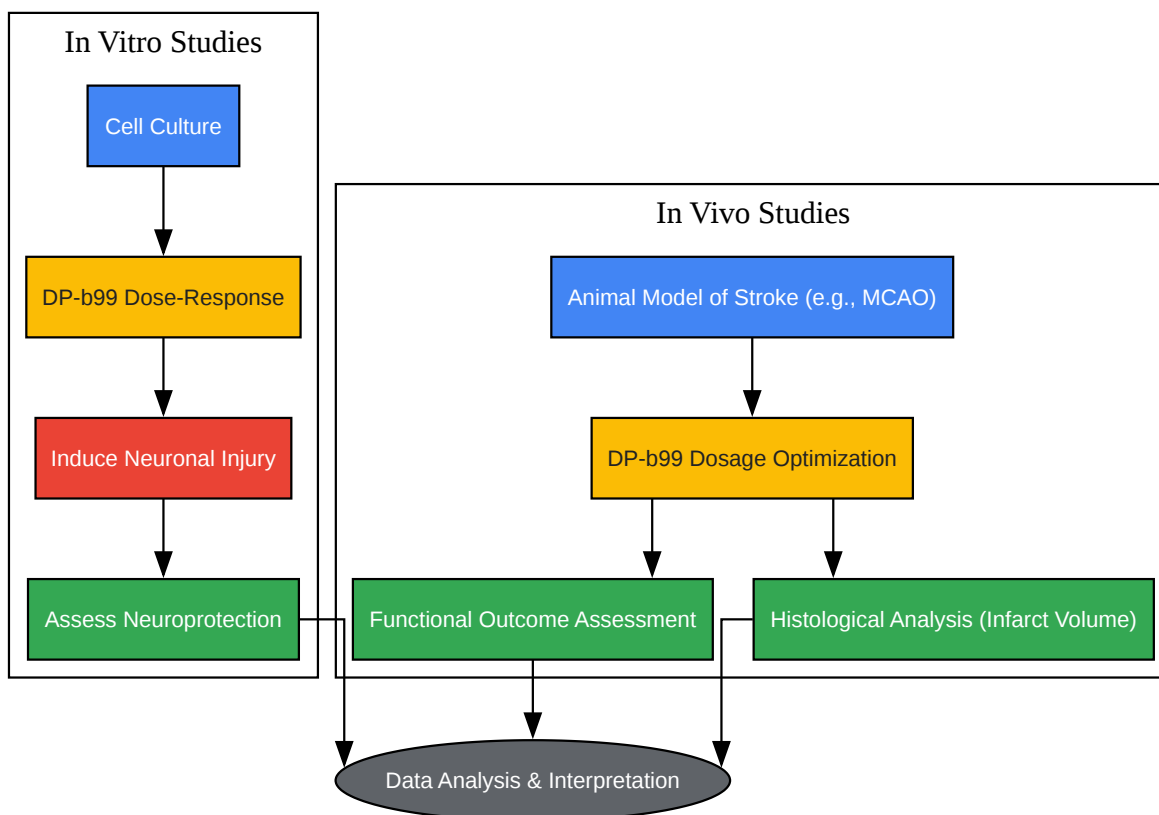 In Vitro Studies
Cell Culture
DP-b99 Dose-Response
Induce Neuronal Injury
Assess Neuroprotection
In Vivo Studies
Animal Model of Stroke (e.g., MCAO)
DP-b99 Dosage Optimization
Functional Outcome Assessment
Histological Analysis (Infarct Volume)
Data Analysis & Interpretation